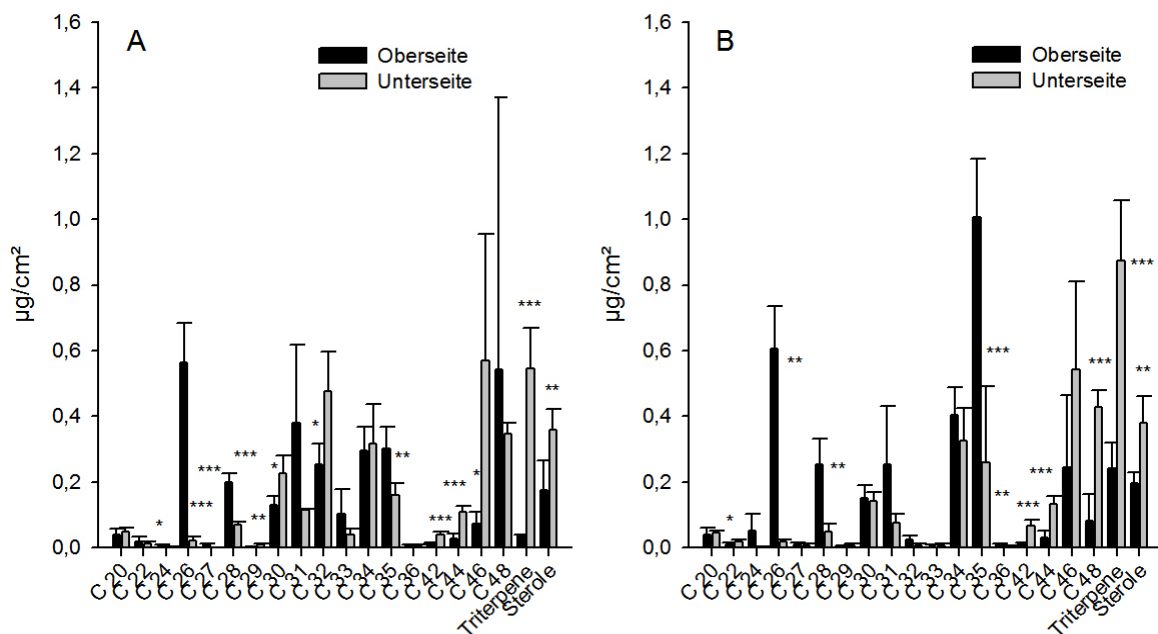 A
Oberseite
Unterseite
µg/cm²
1,6
1,4
1,2
1,0
0,8
0,6
0,4
0,2
0,0
*
***
***
***
**
*
*
**
***
***
*
***
**
C 20
C 22
C 24
C 26
C 27
C 28
C 29
C 30
C 31
C 32
C 33
C 34
C 35
C 36
C 42
C 44
C 46
C 48
Triterpene
Sterole
B
Oberseite
Unterseite
µg/cm²
1,6
1,4
1,2
1,0
0,8
0,6
0,4
0,2
0,0
*
**
**
***
**
***
***
***
***
**
C 20
C 22
C 24
C 26
C 27
C 28
C 29
C 30
C 31
C 32
C 33
C 34
C 35
C 36
C 42
C 44
C 46
C 48
Triterpene
Sterole